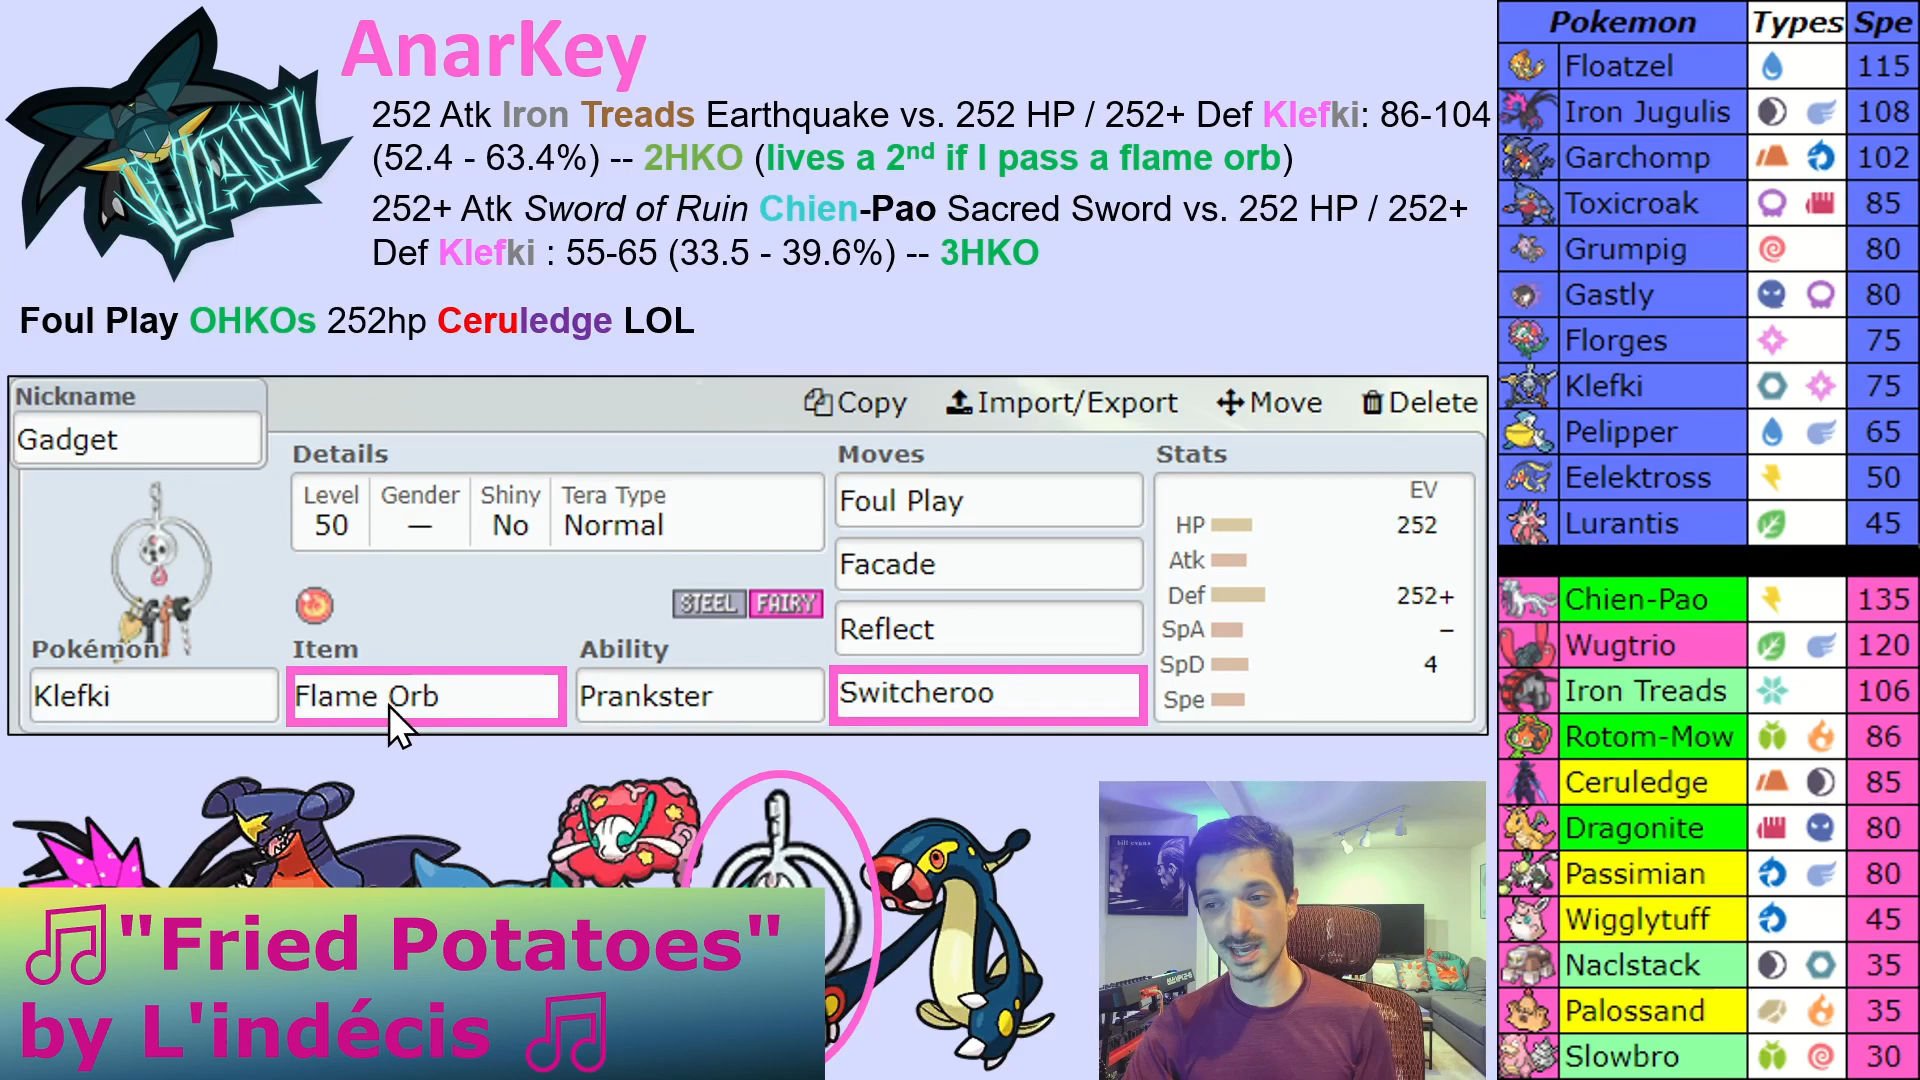 AnarKey
UAN
252 Atk Iron Treads Earthquake vs. 252 HP / 252+ Def Klefki: 86-104
(52.4 - 63.4%) -- 2HKO (lives a 2nd if I pass a flame orb)
252+ Atk Sword of Ruin Chien-Pao Sacred Sword vs. 252 HP / 252+
Def Klefki : 55-65 (33.5 - 39.6%) -- 3HKO
Foul Play OHKOs 252hp Ceruledge LOL
Nickname
Gadget
Copy Import/Export Move Delete
Details
Level Gender Shiny Tera Type
50 — No Normal
STEEL FAIRY
Pokémon Item Ability
Klefki Flame Orb Prankster
Moves
Foul Play
Facade
Reflect
Switcheroo
Stats
EV
HP 252
Atk
Def 252+
SpA –
SpD 4
Spe
"Fried Potatoes"
by L'indécis
bill evans
Pokemon Types Spe
Floatzel 115
Iron Jugulis 108
Garchomp 102
Toxicroak 85
Grumpig 80
Gastly 80
Florges 75
Klefki 75
Pelipper 65
Eelektross 50
Lurantis 45
Chien-Pao 135
Wugtrio 120
Iron Treads 106
Rotom-Mow 86
Ceruledge 85
Dragonite 80
Passimian 80
Wigglytuff 45
Naclstack 35
Palossand 35
Slowbro 30